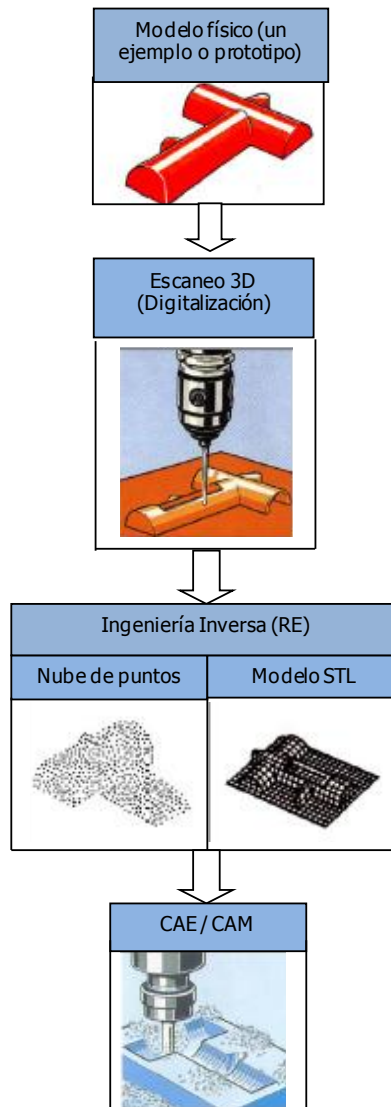 Modelo físico (un
ejemplo o prototipo)
Escaneo 3D
(Digitalización)
Ingeniería Inversa (RE)
Nube de puntos
Modelo STL
CAE / CAM